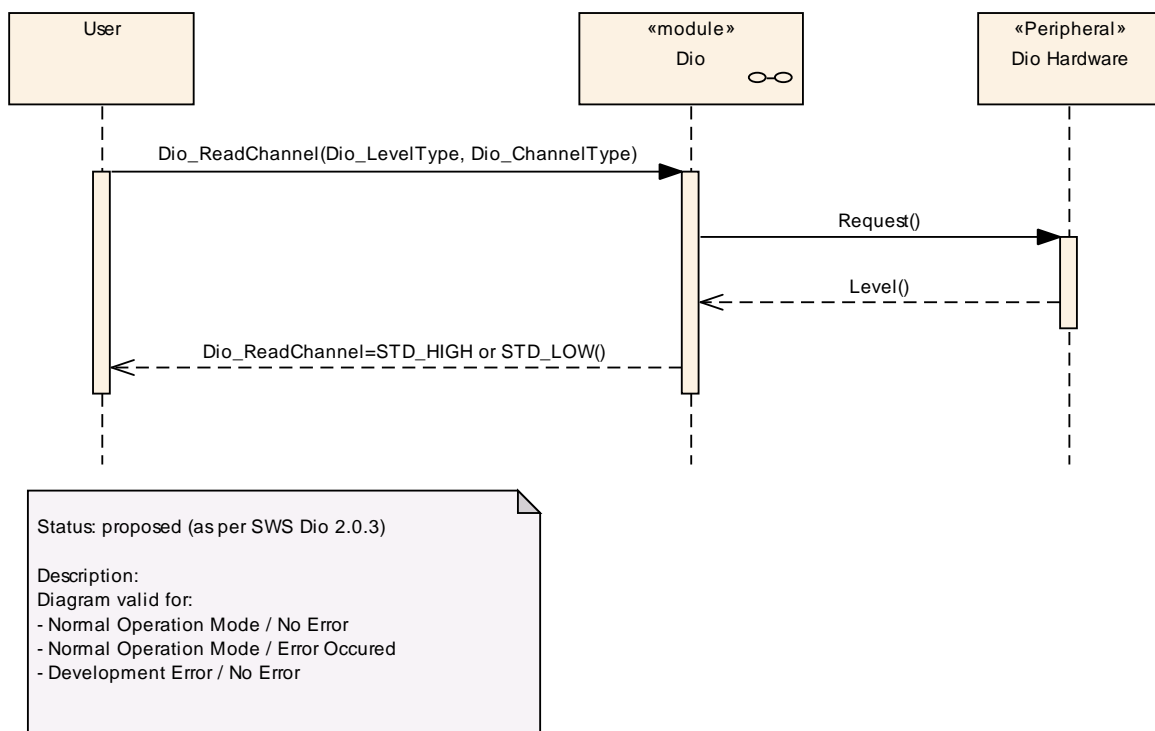 User
«module»
Dio
«Peripheral»
Dio Hardware
Dio_ReadChannel(Dio_LevelType, Dio_ChannelType)
Request()
Level()
Dio_ReadChannel=STD_HIGH or STD_LOW()
Status: proposed (as per SWS Dio 2.0.3)
Description:
Diagram valid for:
- Normal Operation Mode / No Error
- Normal Operation Mode / Error Occured
- Development Error / No Error